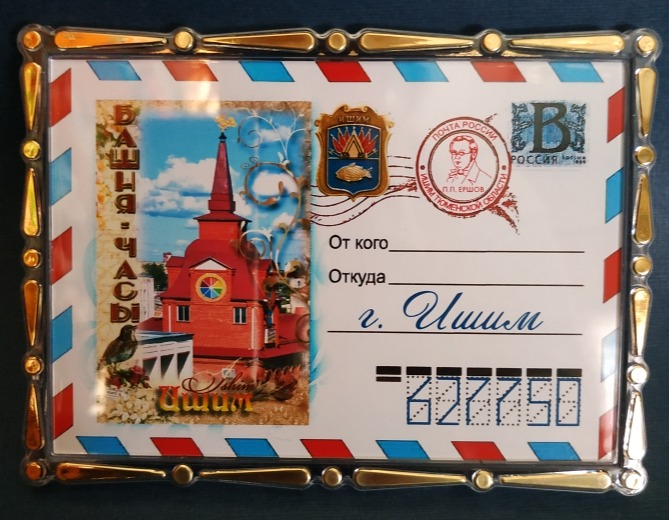 БАШНЯ-ЧАСЫ
Ишим
ИШИМ
ПОЧТА РОССИИ
П.П. ЕРШОВ
ИШИМ ТЮМЕНСКОЙ ОБЛАСТИ
В
РОССИЯ
От кого
Откуда
г. Ишим
627750